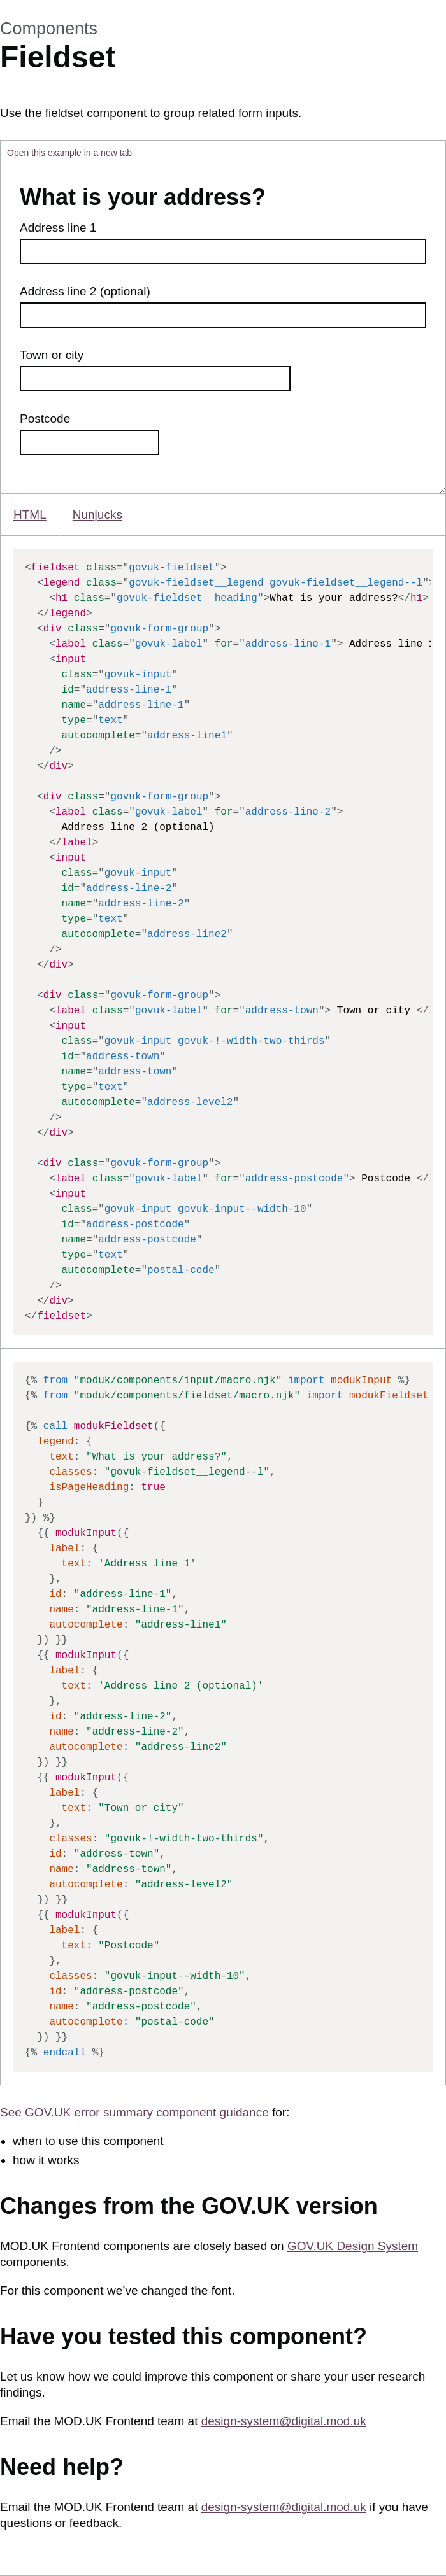 Components
Fieldset
Use the fieldset component to group related form inputs.
Open this example in a new tab
What is your address?
Address line 1
Address line 2 (optional)
Town or city
Postcode
HTML Nunjucks
<fieldset class="govuk-fieldset">
  <legend class="govuk-fieldset__legend govuk-fieldset__legend--l">
    <h1 class="govuk-fieldset__heading">What is your address?</h1>
  </legend>
  <div class="govuk-form-group">
    <label class="govuk-label" for="address-line-1"> Address line
    <input
      class="govuk-input"
      id="address-line-1"
      name="address-line-1"
      type="text"
      autocomplete="address-line1"
    />
  </div>

  <div class="govuk-form-group">
    <label class="govuk-label" for="address-line-2">
      Address line 2 (optional)
    </label>
    <input
      class="govuk-input"
      id="address-line-2"
      name="address-line-2"
      type="text"
      autocomplete="address-line2"
    />
  </div>

  <div class="govuk-form-group">
    <label class="govuk-label" for="address-town"> Town or city </
    <input
      class="govuk-input govuk-!-width-two-thirds"
      id="address-town"
      name="address-town"
      type="text"
      autocomplete="address-level2"
    />
  </div>

  <div class="govuk-form-group">
    <label class="govuk-label" for="address-postcode"> Postcode </
    <input
      class="govuk-input govuk-input--width-10"
      id="address-postcode"
      name="address-postcode"
      type="text"
      autocomplete="postal-code"
    />
  </div>
</fieldset>
{% from "moduk/components/input/macro.njk" import modukInput %}
{% from "moduk/components/fieldset/macro.njk" import modukFieldset

{% call modukFieldset({
  legend: {
    text: "What is your address?",
    classes: "govuk-fieldset__legend--l",
    isPageHeading: true
  }
}) %}
  {{ modukInput({
    label: {
      text: 'Address line 1'
    },
    id: "address-line-1",
    name: "address-line-1",
    autocomplete: "address-line1"
  }) }}
  {{ modukInput({
    label: {
      text: 'Address line 2 (optional)'
    },
    id: "address-line-2",
    name: "address-line-2",
    autocomplete: "address-line2"
  }) }}
  {{ modukInput({
    label: {
      text: "Town or city"
    },
    classes: "govuk-!-width-two-thirds",
    id: "address-town",
    name: "address-town",
    autocomplete: "address-level2"
  }) }}
  {{ modukInput({
    label: {
      text: "Postcode"
    },
    classes: "govuk-input--width-10",
    id: "address-postcode",
    name: "address-postcode",
    autocomplete: "postal-code"
  }) }}
{% endcall %}
See GOV.UK error summary component guidance for:
• when to use this component
• how it works
Changes from the GOV.UK version
MOD.UK Frontend components are closely based on GOV.UK Design System
components.
For this component we’ve changed the font.
Have you tested this component?
Let us know how we could improve this component or share your user research
findings.
Email the MOD.UK Frontend team at design-system@digital.mod.uk
Need help?
Email the MOD.UK Frontend team at design-system@digital.mod.uk if you have
questions or feedback.